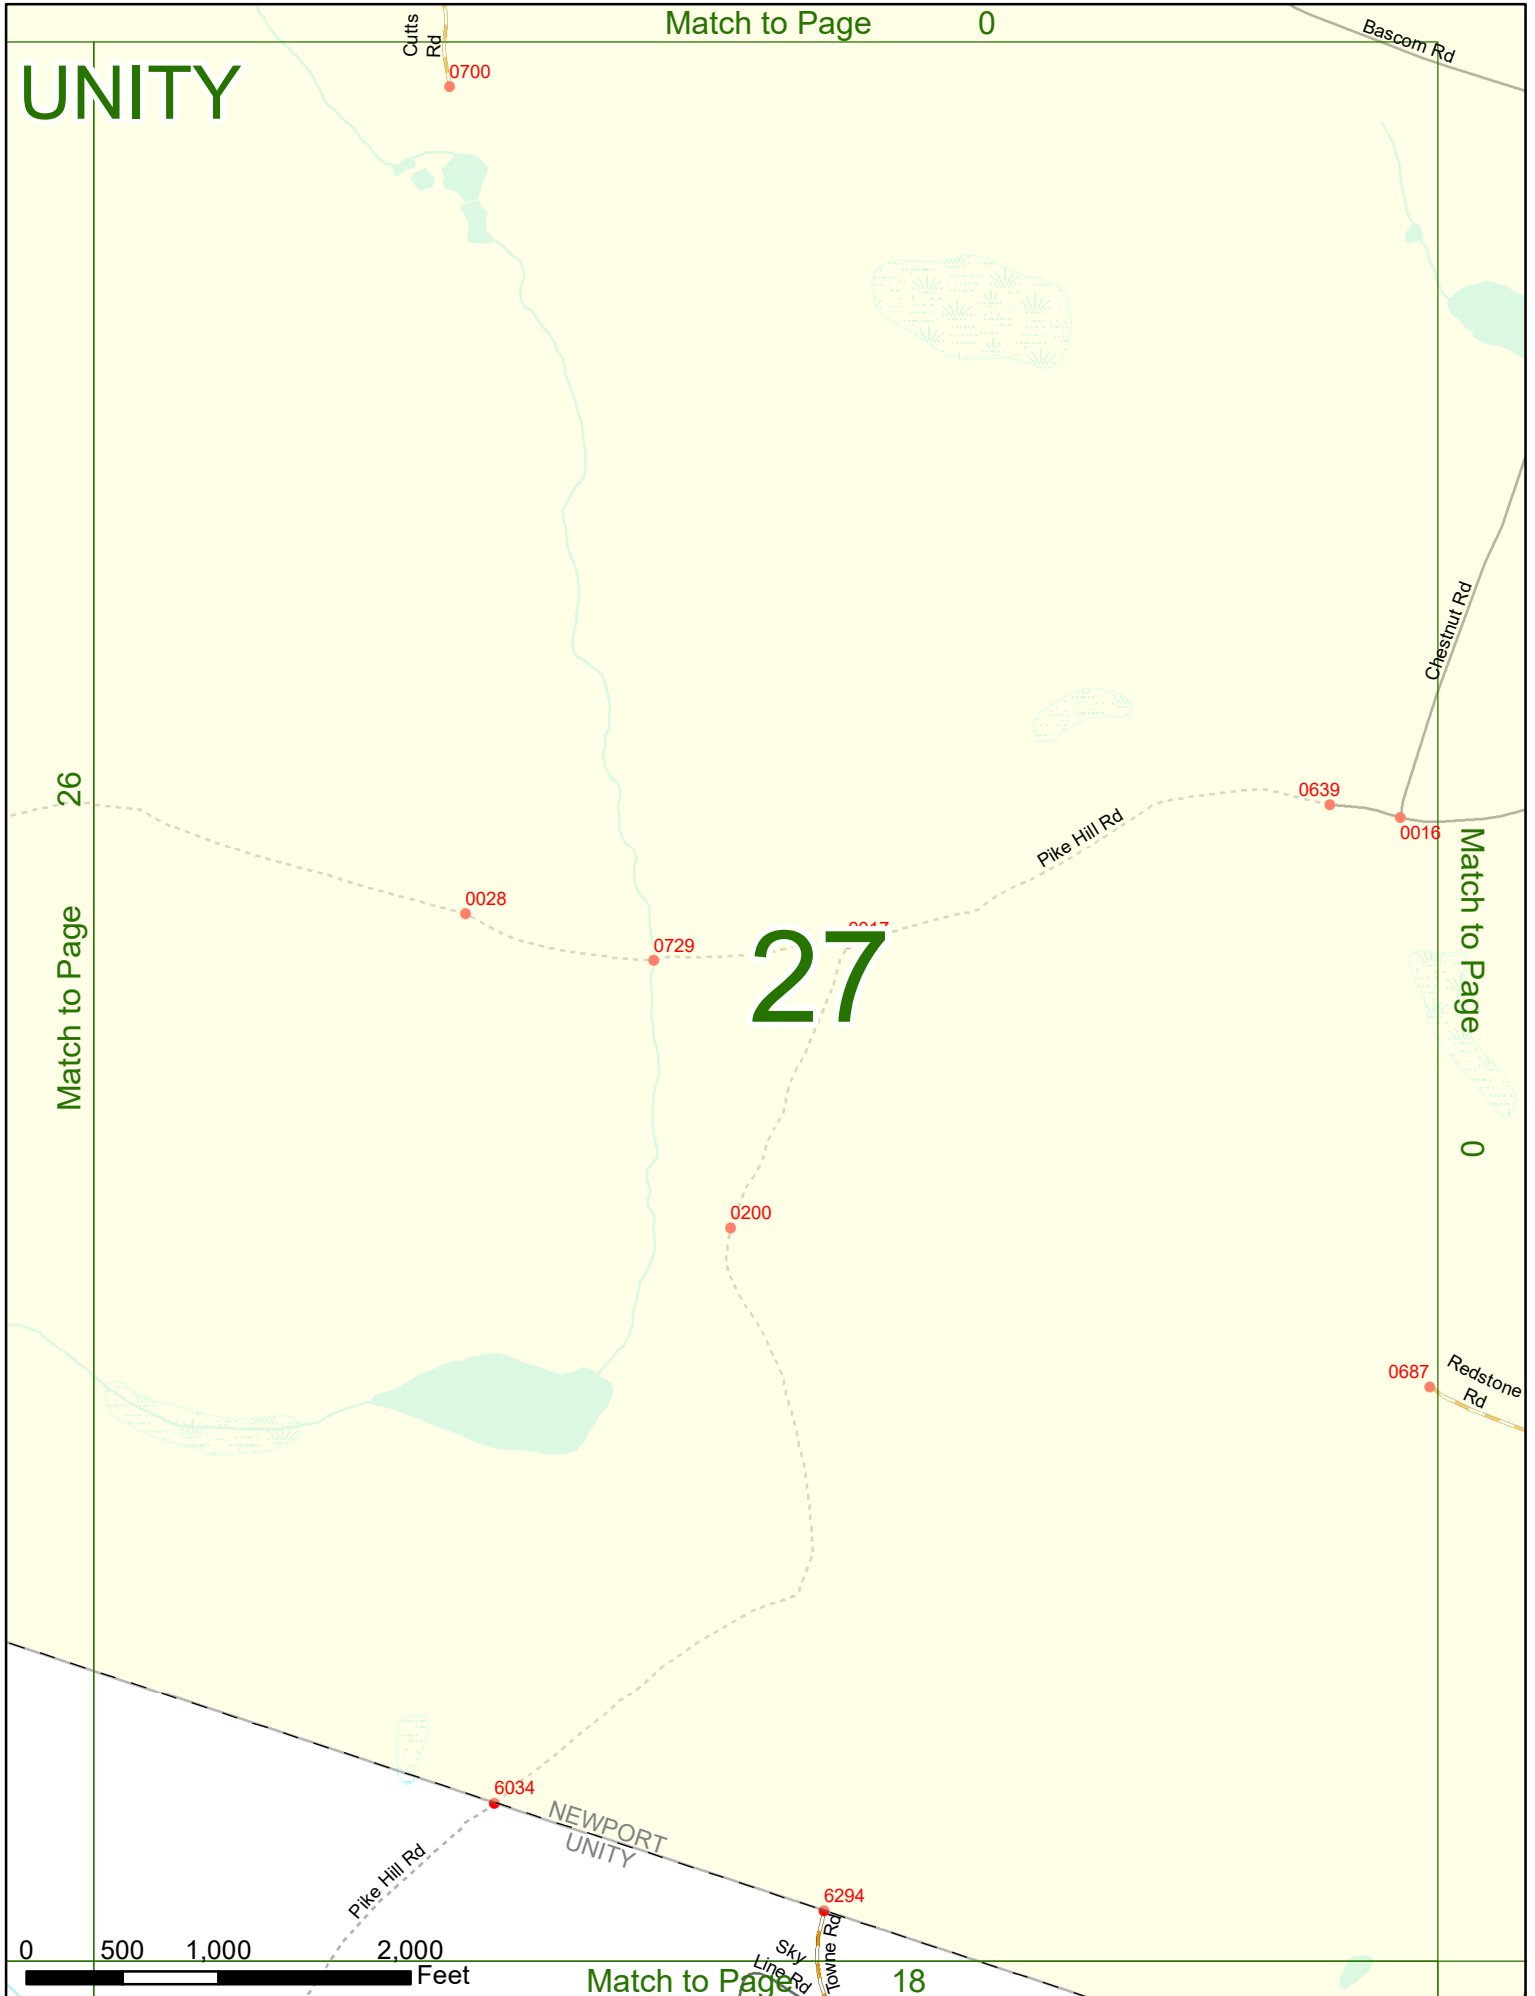 Match to Page 0
Cutts
Rd
Bascom Rd
UNITY
0700
Chestnut Rd
26
Match to Page
0639
0016
Pike Hill Rd
Match to Page
0
0028
0729
0017
27
0200
0687
Redstone
Rd
6034
NEWPORT
UNITY
Pike Hill Rd
6294
Towne Rd
Sky
Line Rd
0 500 1,000 2,000
Feet
Match to Page 18